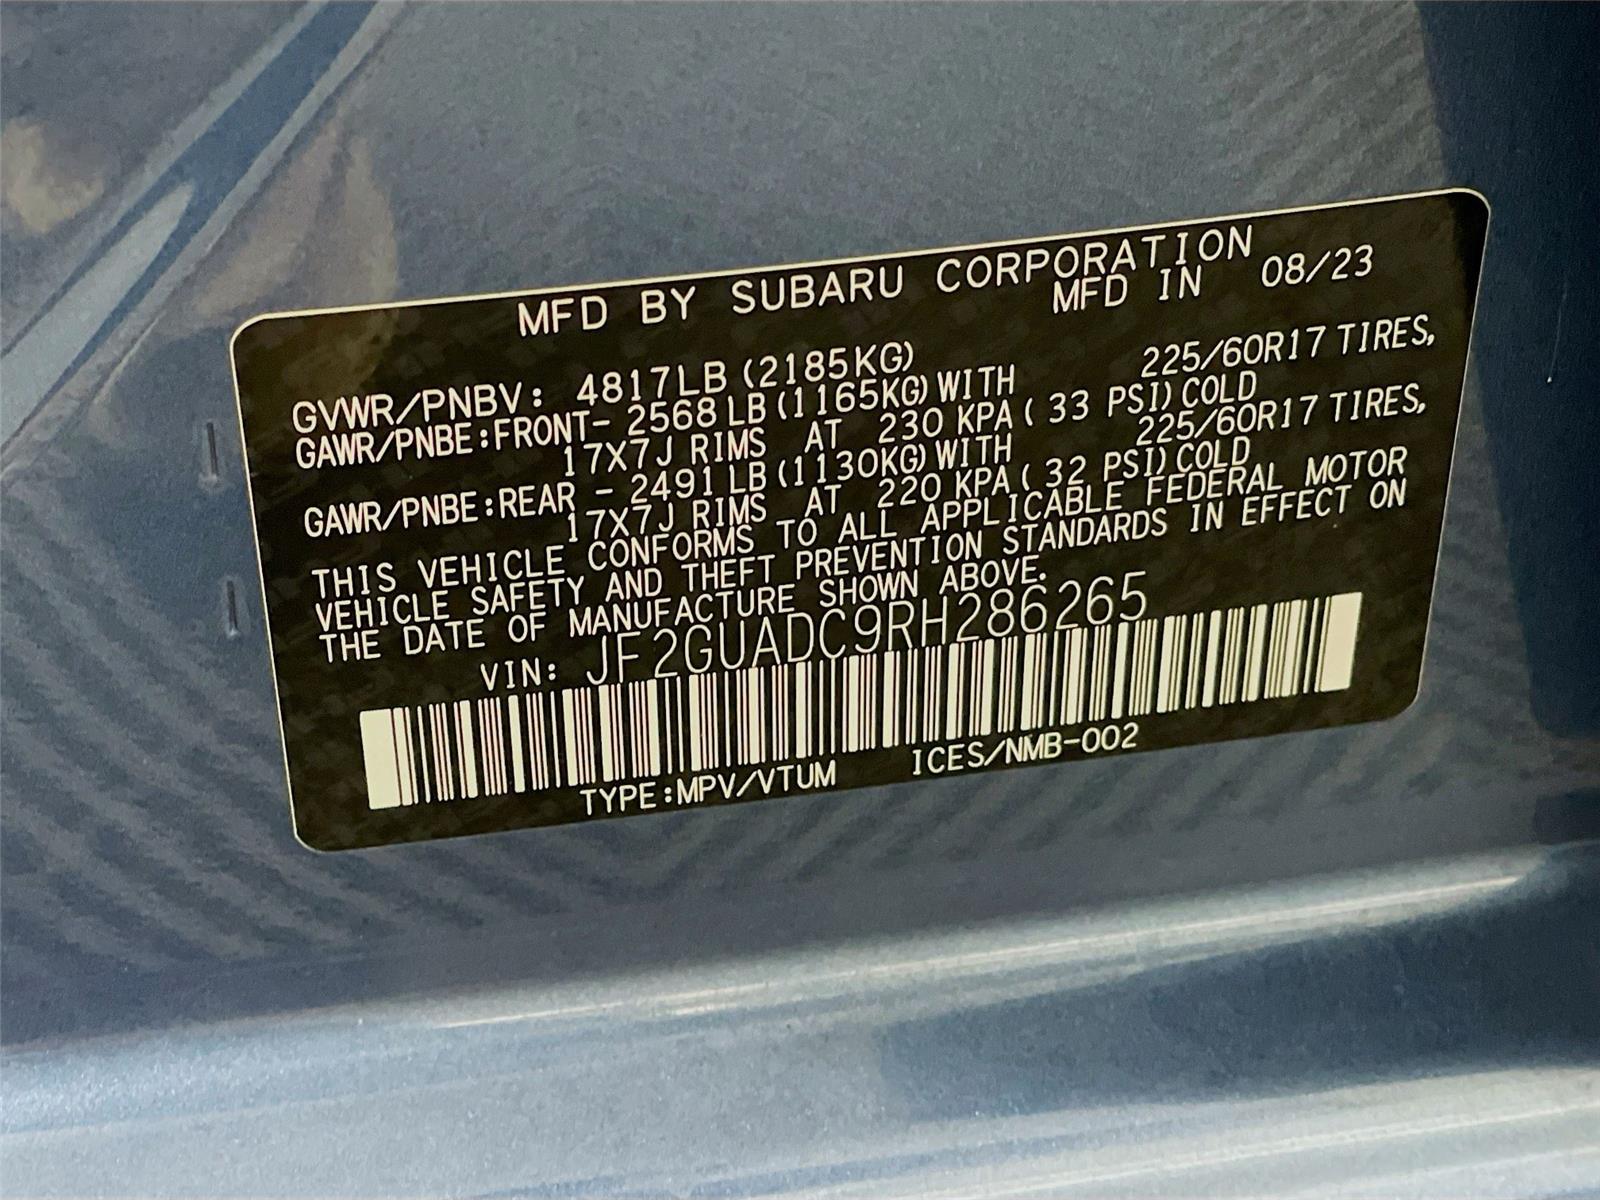 MFD BY SUBARU CORPORATION
MFD IN 08/23
GVWR/PNBV: 4817LB (2185KG)
GAWR/PNBE:FRONT- 2568 LB (1165KG) WITH 225/60R17 TIRES,
17X7J RIMS AT 230 KPA ( 33 PSI) COLD
GAWR/PNBE:REAR - 2491 LB (1130KG) WITH 225/60R17 TIRES,
17X7J RIMS AT 220 KPA ( 32 PSI) COLD
THIS VEHICLE CONFORMS TO ALL APPLICABLE FEDERAL MOTOR
VEHICLE SAFETY AND THEFT PREVENTION STANDARDS IN EFFECT ON
THE DATE OF MANUFACTURE SHOWN ABOVE.
VIN: JF2GUADC9RH286265
TYPE:MPV/VTUM ICES/NMB-002